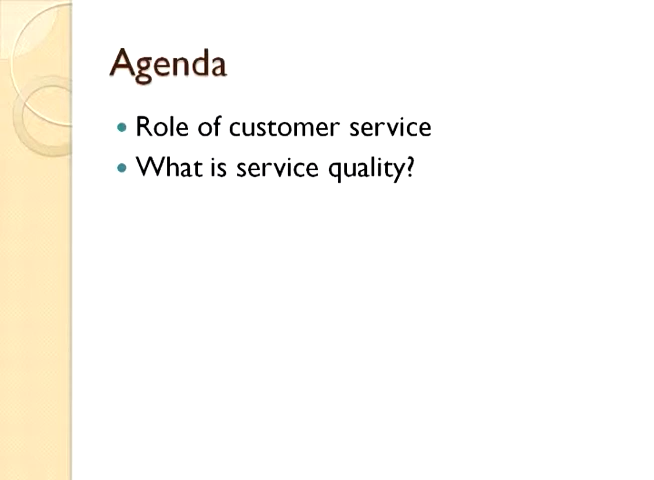 Agenda
Role of customer service
What is service quality?